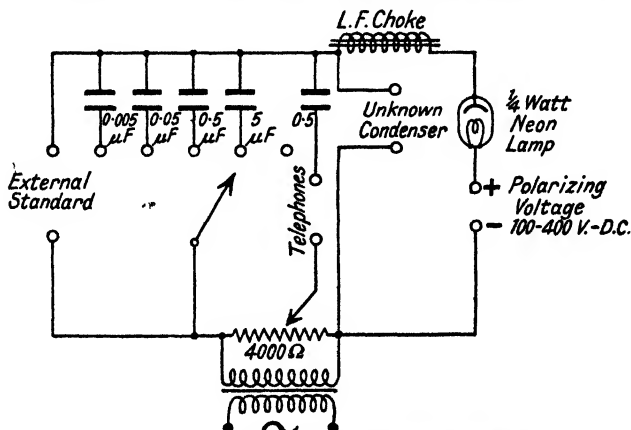 L.F. Choke
0·005 μF
0·05 μF
0·5 μF
5 μF
0·5
Unknown
Condenser
¼ Watt
Neon
Lamp
External
Standard
Telephones
+ Polarizing
Voltage
- 100-400 V.-D.C.
4000 Ω